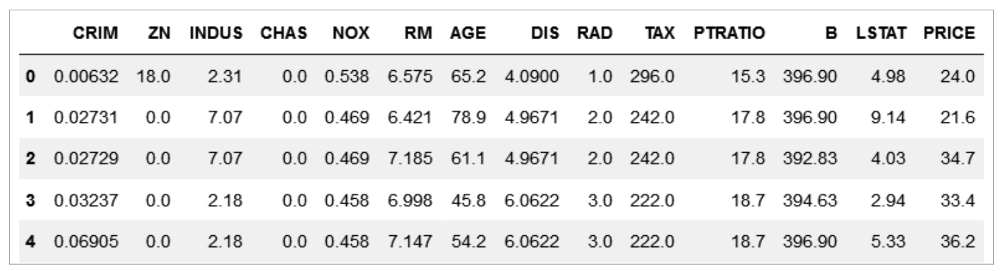 CRIM ZN INDUS CHAS NOX RM AGE DIS RAD TAX PTRATIO B LSTAT PRICE
0 0.00632 18.0 2.31 0.0 0.538 6.575 65.2 4.0900 1.0 296.0 15.3 396.90 4.98 24.0
1 0.02731 0.0 7.07 0.0 0.469 6.421 78.9 4.9671 2.0 242.0 17.8 396.90 9.14 21.6
2 0.02729 0.0 7.07 0.0 0.469 7.185 61.1 4.9671 2.0 242.0 17.8 392.83 4.03 34.7
3 0.03237 0.0 2.18 0.0 0.458 6.998 45.8 6.0622 3.0 222.0 18.7 394.63 2.94 33.4
4 0.06905 0.0 2.18 0.0 0.458 7.147 54.2 6.0622 3.0 222.0 18.7 396.90 5.33 36.2